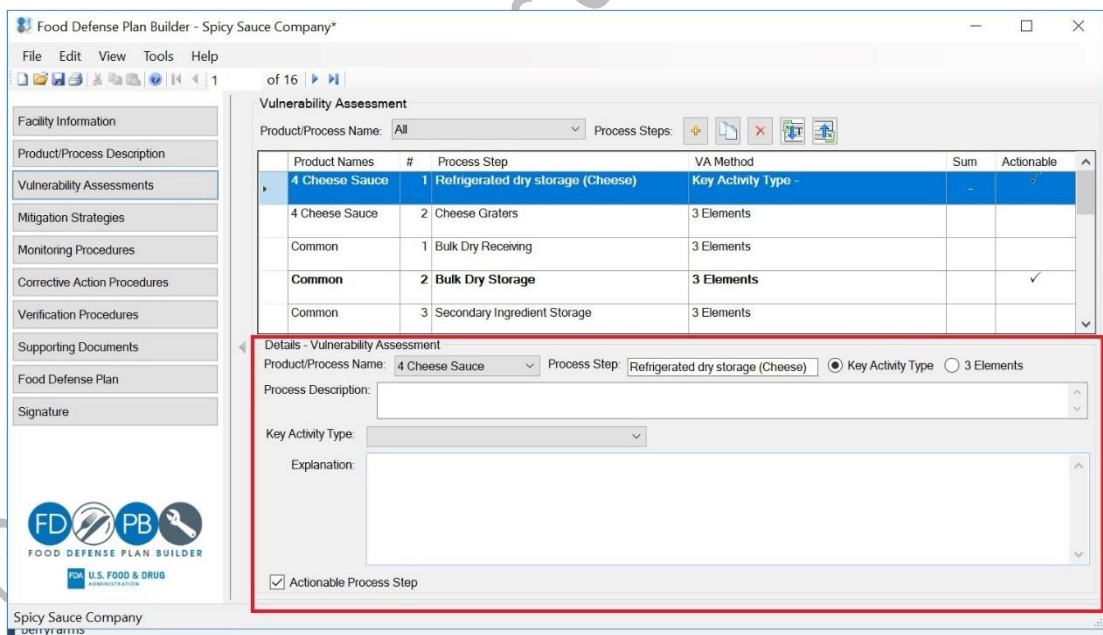 Food Defense Plan Builder - Spicy Sauce Company*
File Edit View Tools Help
1 of 16
Facility Information
Product/Process Description
Vulnerability Assessments
Mitigation Strategies
Monitoring Procedures
Corrective Action Procedures
Verification Procedures
Supporting Documents
Food Defense Plan
Signature
FD PB
FOOD DEFENSE PLAN BUILDER
FDA U.S. FOOD & DRUG
ADMINISTRATION
Vulnerability Assessment
Product/Process Name: All Process Steps:
Product Names # Process Step VA Method Sum Actionable
4 Cheese Sauce 1 Refrigerated dry storage (Cheese) Key Activity Type - - ✓
4 Cheese Sauce 2 Cheese Graters 3 Elements
Common 1 Bulk Dry Receiving 3 Elements
Common 2 Bulk Dry Storage 3 Elements ✓
Common 3 Secondary Ingredient Storage 3 Elements
Details - Vulnerability Assessment
Product/Process Name: 4 Cheese Sauce Process Step: Refrigerated dry storage (Cheese) Key Activity Type 3 Elements
Process Description:
Key Activity Type:
Explanation:
Actionable Process Step
Spicy Sauce Company